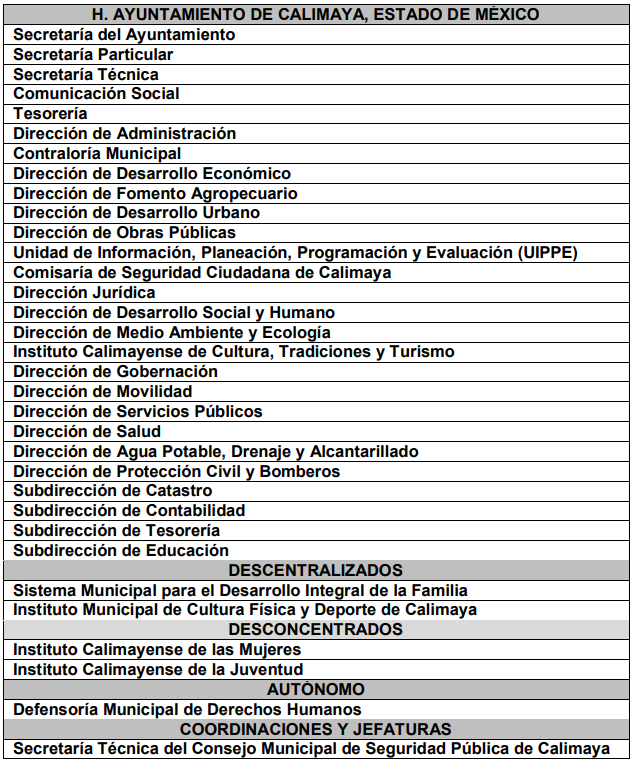 H. AYUNTAMIENTO DE CALIMAYA, ESTADO DE MÉXICO
Secretaría del Ayuntamiento
Secretaría Particular
Secretaría Técnica
Comunicación Social
Tesorería
Dirección de Administración
Contraloría Municipal
Dirección de Desarrollo Económico
Dirección de Fomento Agropecuario
Dirección de Desarrollo Urbano
Dirección de Obras Públicas
Unidad de Información, Planeación, Programación y Evaluación (UIPPE)
Comisaría de Seguridad Ciudadana de Calimaya
Dirección Jurídica
Dirección de Desarrollo Social y Humano
Dirección de Medio Ambiente y Ecología
Instituto Calimayense de Cultura, Tradiciones y Turismo
Dirección de Gobernación
Dirección de Movilidad
Dirección de Servicios Públicos
Dirección de Salud
Dirección de Agua Potable, Drenaje y Alcantarillado
Dirección de Protección Civil y Bomberos
Subdirección de Catastro
Subdirección de Contabilidad
Subdirección de Tesorería
Subdirección de Educación
DESCENTRALIZADOS
Sistema Municipal para el Desarrollo Integral de la Familia
Instituto Municipal de Cultura Física y Deporte de Calimaya
DESCONCENTRADOS
Instituto Calimayense de las Mujeres
Instituto Calimayense de la Juventud
AUTÓNOMO
Defensoría Municipal de Derechos Humanos
COORDINACIONES Y JEFATURAS
Secretaría Técnica del Consejo Municipal de Seguridad Pública de Calimaya